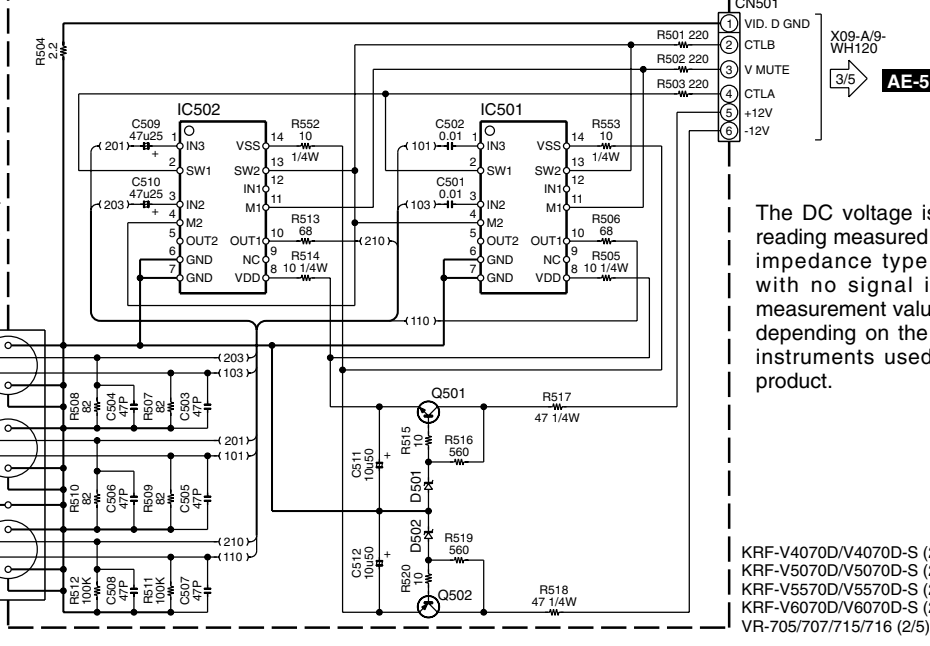 CN501
1 VID. D GND
R501 220
2 CTLB
R502 220
3 V MUTE
R503 220
4 CTLA
5 +12V
6 -12V
X09-A/9-
WH120
3/5
AE-5
R504
2.2
IC502
C509
47u25
+
201
1 IN3
2 SW1
C510
47u25
+
203
3 IN2
4 M2
5 OUT2
6 GND
7 GND
VSS 14
SW2 13
IN1 12
M1 11
OUT1 10
NC 9
VDD 8
R552
10
1/4W
R513
68
210
R514
10 1/4W
IC501
C502
0.01
101
1 IN3
2 SW1
C501
0.01
103
3 IN2
4 M2
5 OUT2
6 GND
7 GND
VSS 14
SW2 13
IN1 12
M1 11
OUT1 10
NC 9
VDD 8
R553
10
1/4W
R506
68
R505
10 1/4W
110
203
103
R508
82
C504
47P
R507
82
C503
47P
201
101
R510
82
C506
47P
R509
82
C505
47P
210
110
R512
100K
C508
47P
R511
100K
C507
47P
Q501
R517
47 1/4W
R515
10
R516
560
C511
10u50
+
D501
D502
R519
560
C512
10u50
+
R520
10
Q502
R518
47 1/4W
The DC voltage is
reading measured
impedance type
with no signal i
measurement valu
depending on the
instruments used
product.
KRF-V4070D/V4070D-S (2
KRF-V5070D/V5070D-S (2
KRF-V5570D/V5570D-S (2
KRF-V6070D/V6070D-S (2
VR-705/707/715/716 (2/5)